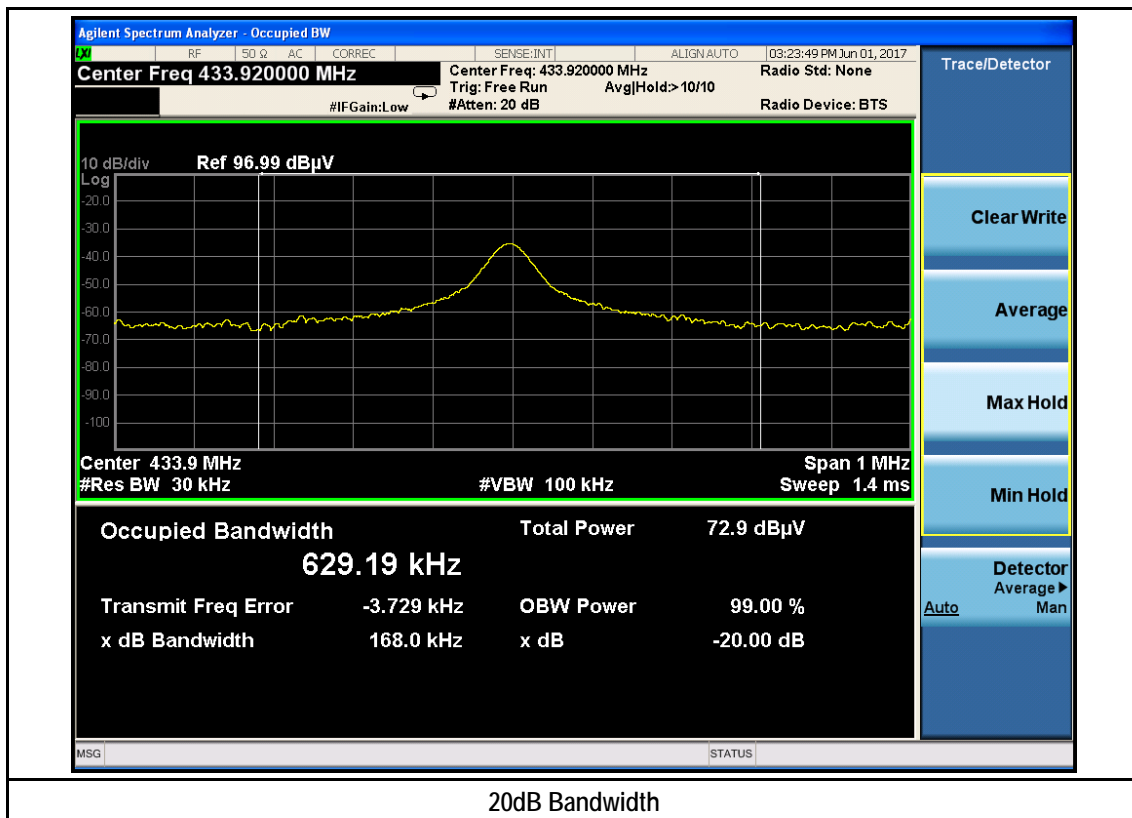 Agilent Spectrum Analyzer - Occupied BW
LXI RF 50 Ω AC CORREC SENSE:INT ALIGN AUTO 03:23:49 PM Jun 01, 2017
Center Freq 433.920000 MHz
Center Freq: 433.920000 MHz
Radio Std: None
Trig: Free Run Avg|Hold:> 10/10
#IFGain:Low
#Atten: 20 dB
Radio Device: BTS
10 dB/div Ref 96.99 dBµV
Log
-20.0
-30.0
-40.0
-50.0
-60.0
-70.0
-80.0
-90.0
-100
Center 433.9 MHz
Span 1 MHz
#Res BW 30 kHz
#VBW 100 kHz
Sweep 1.4 ms
Occupied Bandwidth
629.19 kHz
Total Power 72.9 dBµV
Transmit Freq Error -3.729 kHz
OBW Power 99.00 %
x dB Bandwidth 168.0 kHz
x dB -20.00 dB
Trace/Detector
Clear Write
Average
Max Hold
Min Hold
Detector
Average▶
Auto Man
MSG
STATUS
20dB Bandwidth